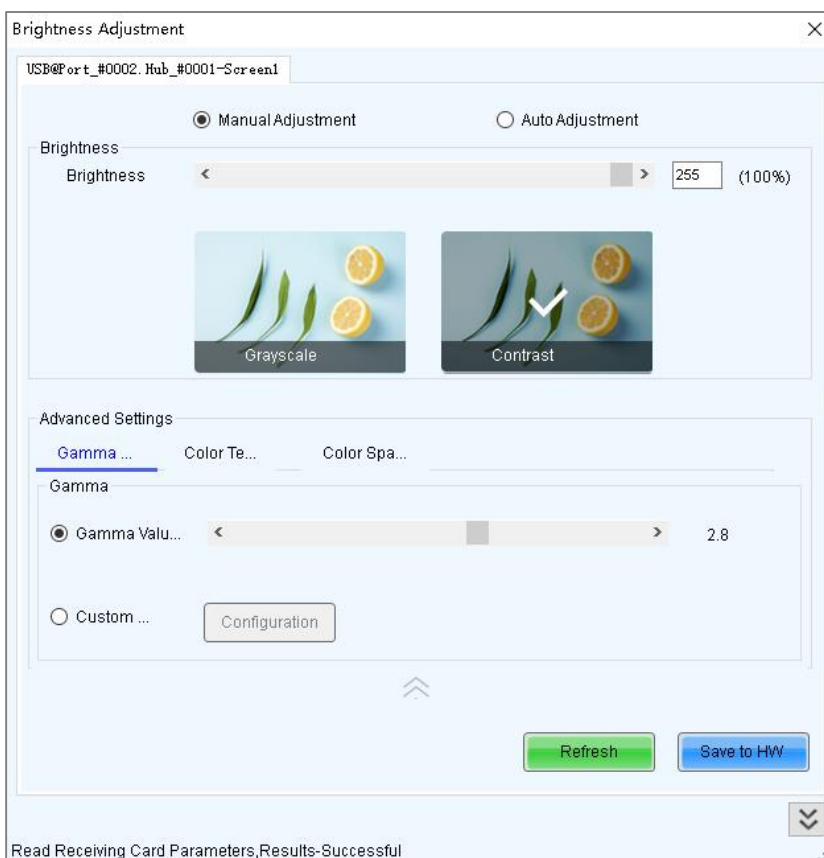 Brightness Adjustment
USB@Port_#0002.Hub_#0001-Screen1
Manual Adjustment Auto Adjustment
Brightness
Brightness 255 (100%)
Grayscale Contrast
Advanced Settings
Gamma ... Color Te... Color Spa...
Gamma
Gamma Valu... 2.8
Custom ... Configuration
Refresh Save to HW
Read Receiving Card Parameters,Results-Successful